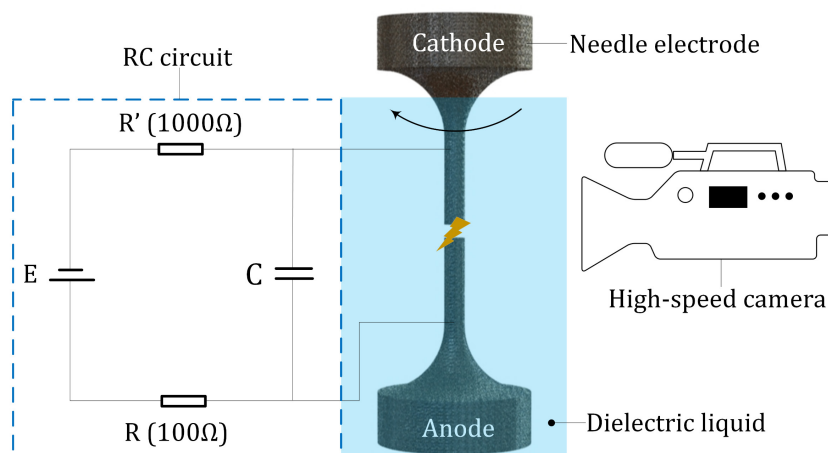 Cathode
Needle electrode
RC circuit
R’ (1000Ω)
E
C
High-speed camera
R (100Ω)
Anode
Dielectric liquid